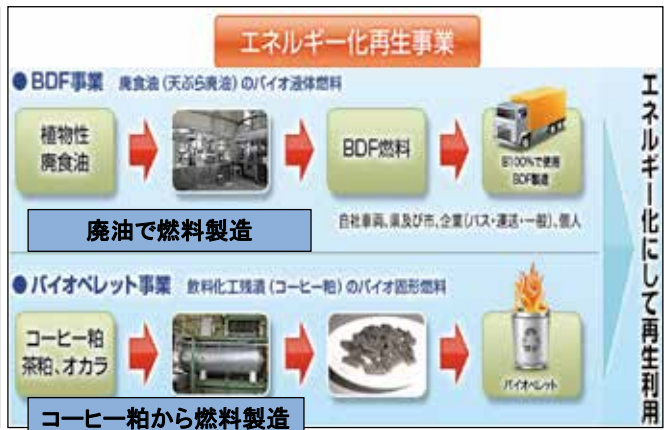 エネルギー化再生事業
●BDF事業 廃食油(天ぷら廃油)のバイオ液体燃料
植物性
廃食油
BDF燃料
B100%で使用
BDF製造
廃油で燃料製造
自社車両、県及び市、企業(バス・運送・一般)、個人
●バイオペレット事業 飲料化工残渣(コーヒー粕)のバイオ固形燃料
コーヒー粕
茶粕、オカラ
バイオペレット
コーヒー粕から燃料製造
エネルギー化にして再生利用